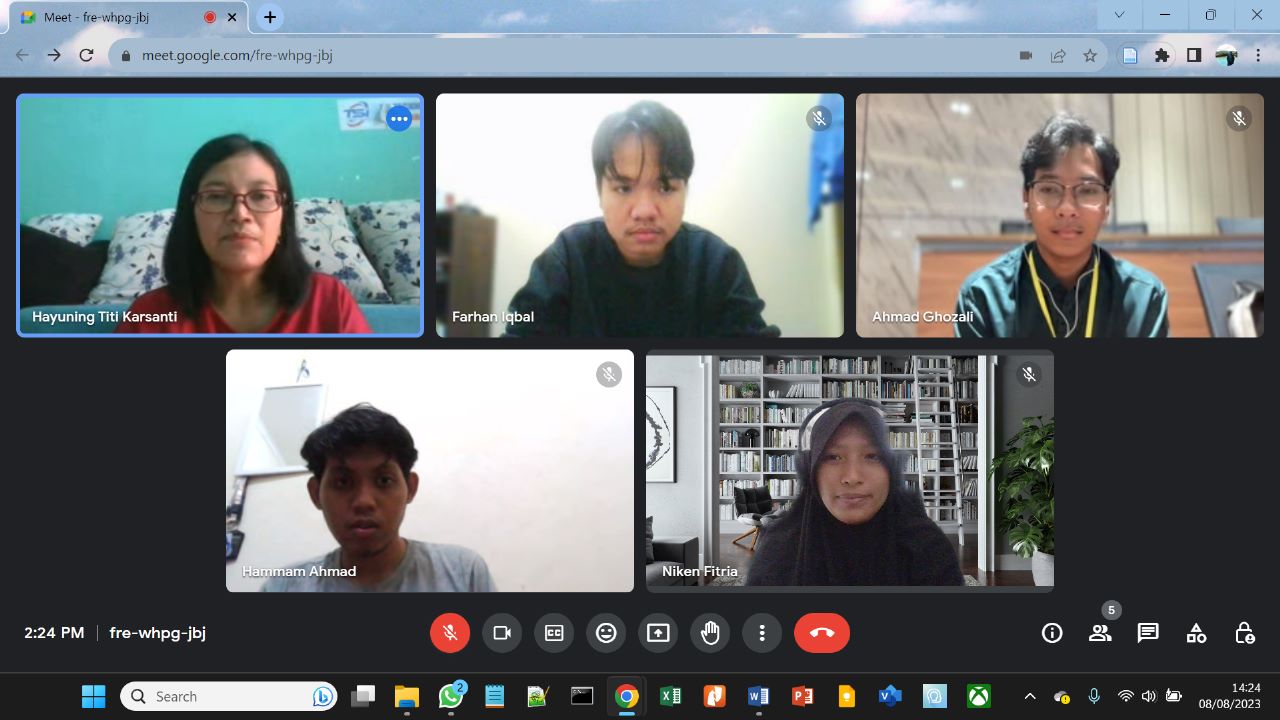 Meet - fre-whpg-jbj
meet.google.com/fre-whpg-jbj
Hayuning Titi Karsanti
Farhan Iqbal
Ahmad Ghozali
Hammam Ahmad
Niken Fitria
2:24 PM | fre-whpg-jbj
CC
5
Search
2
14:24
08/08/2023